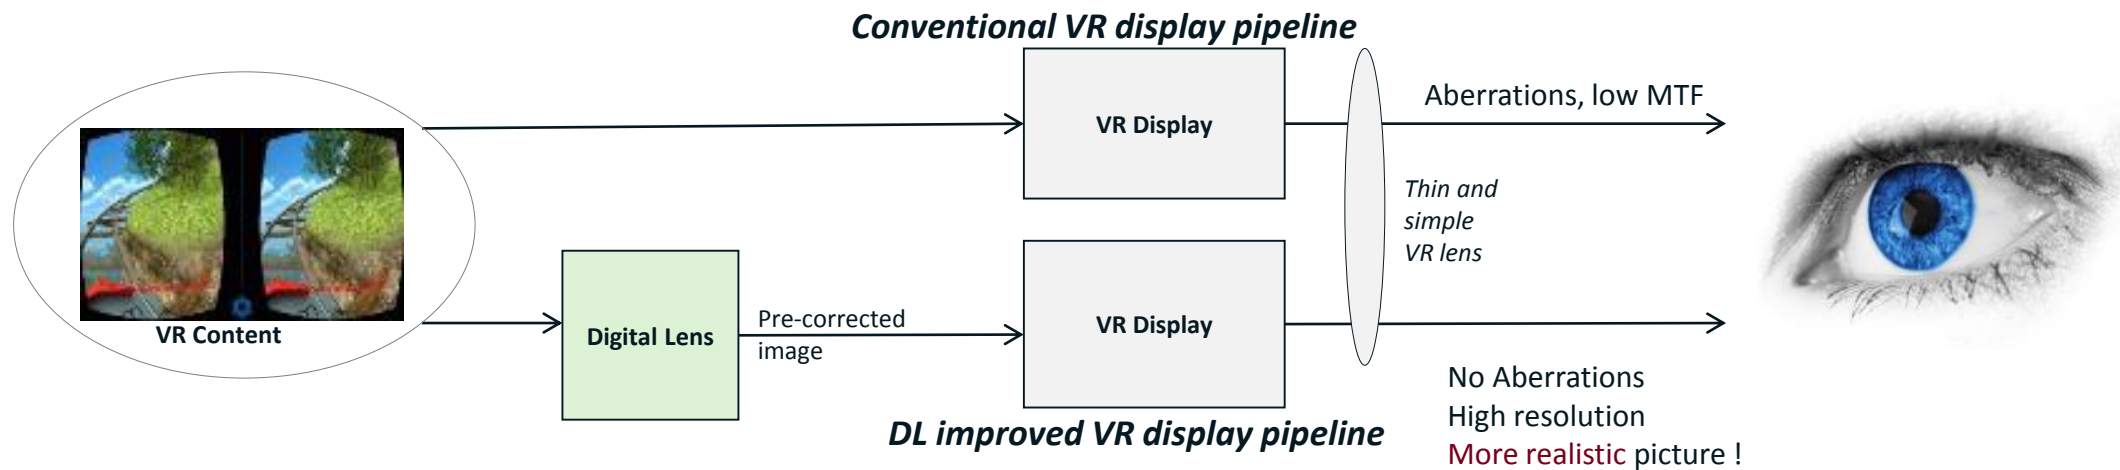 Conventional VR display pipeline
VR Display
Aberrations, low MTF
Thin and
simple
VR lens
VR Content
Digital Lens
Pre-corrected
image
VR Display
No Aberrations
High resolution
More realistic picture !
DL improved VR display pipeline